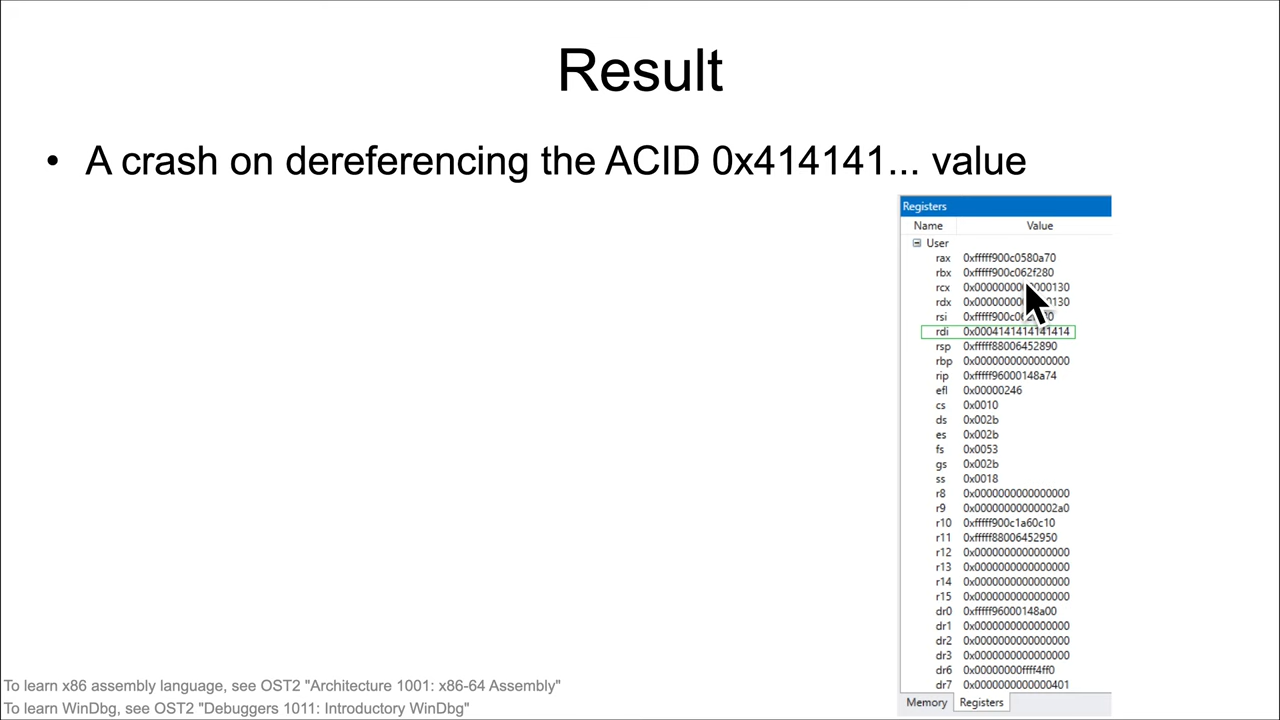 Result
• A crash on dereferencing the ACID 0x414141... value
Registers
Name Value
User
rax 0xfffff900c0580a70
rbx 0xfffff900c062f280
rcx
rdx
rsi
rdi 0x0004141414141414
rsp 0xfffff88006452890
rbp 0x0000000000000000
rip 0xfffff96000148a74
efl 0x00000246
cs 0x0010
ds 0x002b
es 0x002b
fs 0x0053
gs 0x002b
ss 0x0018
r8 0x0000000000000000
r9 0x00000000000002a0
r10 0xfffff900c1a60c10
r11 0xfffff88006452950
r12 0x0000000000000000
r13 0x0000000000000000
r14 0x0000000000000000
r15 0x0000000000000000
dr0 0xfffff96000148a00
dr1 0x0000000000000000
dr2 0x0000000000000000
dr3 0x0000000000000000
dr6 0x00000000ffff4ff0
dr7 0x0000000000000401
Memory Registers
To learn x86 assembly language, see OST2 "Architecture 1001: x86-64 Assembly"
To learn WinDbg, see OST2 "Debuggers 1011: Introductory WinDbg"